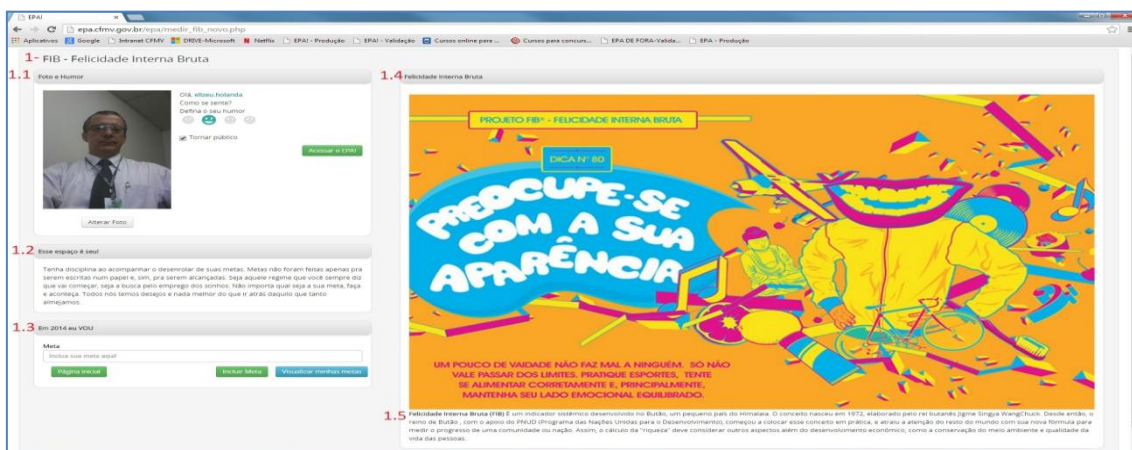 EPA!
epa.cfmv.gov.br/epa/medir_fib_novo.php
Aplicativos Google Intranet CFMV DRIVE-Microsoft Netflix EPA! - Produção EPA! - Validação Cursos online para ... Cursos para concurs... EPA DE FORA-Valida... EPA - Produção
1- FIB - Felicidade Interna Bruta
1.1 Foto e Humor
Olá, elizeu.holanda
Como se sente?
Defina o seu humor
Tornar público
Acessar o EPA!
Alterar Foto
1.2 Esse espaço é seu!
Tenha disciplina ao acompanhar o desenrolar de suas metas. Metas não foram feitas apenas pra
serem escritas num papel e, sim, pra serem alcançadas. Seja aquele regime que você sempre diz
que vai começar, seja a busca pelo emprego dos sonhos. Não importa qual seja a sua meta, faça
e aconteça. Todos nós temos desejos e nada melhor do que ir atrás daquilo que tanto
almejamos.
1.3 Em 2014 eu VOU
Meta
Inclua sua meta aqui!
Página inicial Incluir Meta Visualizar minhas metas
1.4 Felicidade Interna Bruta
PROJETO FIB® - FELICIDADE INTERNA BRUTA
DICA Nº 80
PREOCUPE-SE
COM A SUA
APARÊNCIA
UM POUCO DE VAIDADE NÃO FAZ MAL A NINGUÉM. SÓ NÃO
VALE PASSAR DOS LIMITES. PRATIQUE ESPORTES, TENTE
SE ALIMENTAR CORRETAMENTE E, PRINCIPALMENTE,
MANTENHA SEU LADO EMOCIONAL EQUILIBRADO.
1.5 Felicidade Interna Bruta (FIB) É um indicador sistêmico desenvolvido no Butão, um pequeno país do Himalaia. O conceito nasceu em 1972, elaborado pelo rei butanês Jigme Singya WangChuck. Desde então, o
reino de Butão , com o apoio do PNUD (Programa das Nações Unidas para o Desenvolvimento), começou a colocar esse conceito em prática, e atraiu a atenção do resto do mundo com sua nova fórmula para
medir o progresso de uma comunidade ou nação. Assim, o cálculo da "riqueza" deve considerar outros aspectos além do desenvolvimento econômico, como a conservação do meio ambiente e qualidade da
vida das pessoas.